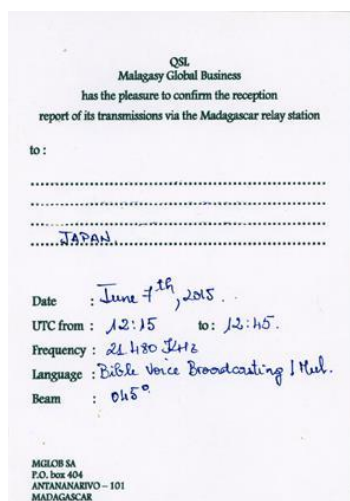 QSL
Malagasy Global Business
has the pleasure to confirm the reception
report of its transmissions via the Madagascar relay station
to :
JAPAN.
Date : June 7th, 2015.
UTC from : 12:15 to : 12:45.
Frequency : 21.480 KHz
Language : Bible Voice Broadcasting /
Beam : 045°
MGLOB SA
P.O. box 404
ANTANANARIVO – 101
MADAGASCAR